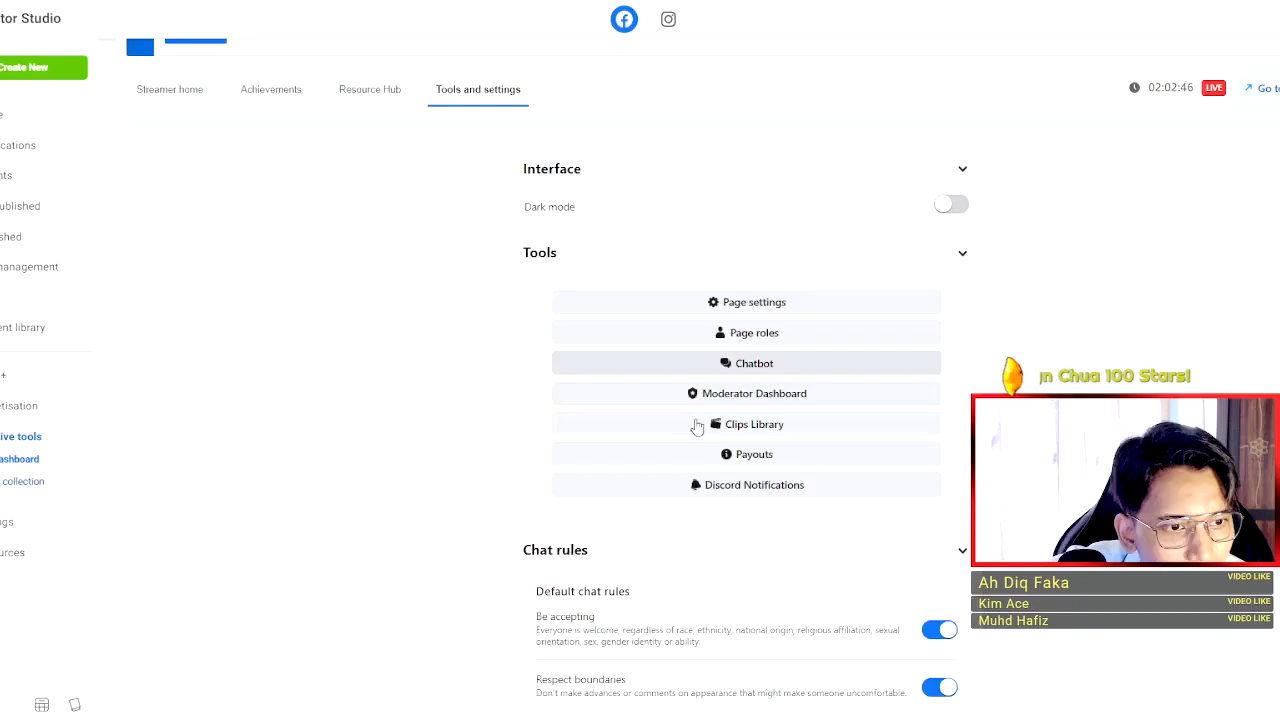 tor Studio
Create New
Streamer home
Achievements
Resource Hub
Tools and settings
02:02:46
LIVE
Go t
e
cations
nts
ublished
shed
management
ent library
+
etisation
ive tools
ashboard
collection
ngs
urces
Interface
Dark mode
Tools
Page settings
Page roles
Chatbot
Moderator Dashboard
Clips Library
Payouts
Discord Notifications
Chat rules
Default chat rules
Be accepting
Everyone is welcome, regardless of race, ethnicity, national origin, religious affiliation, sexual
orientation, sex, gender identity or ability.
Respect boundaries
Don't make advances or comments on appearance that might make someone uncomfortable.
n Chua 100 Stars!
Ah Diq Faka VIDEO LIKE
Kim Ace VIDEO LIKE
Muhd Hafiz VIDEO LIKE